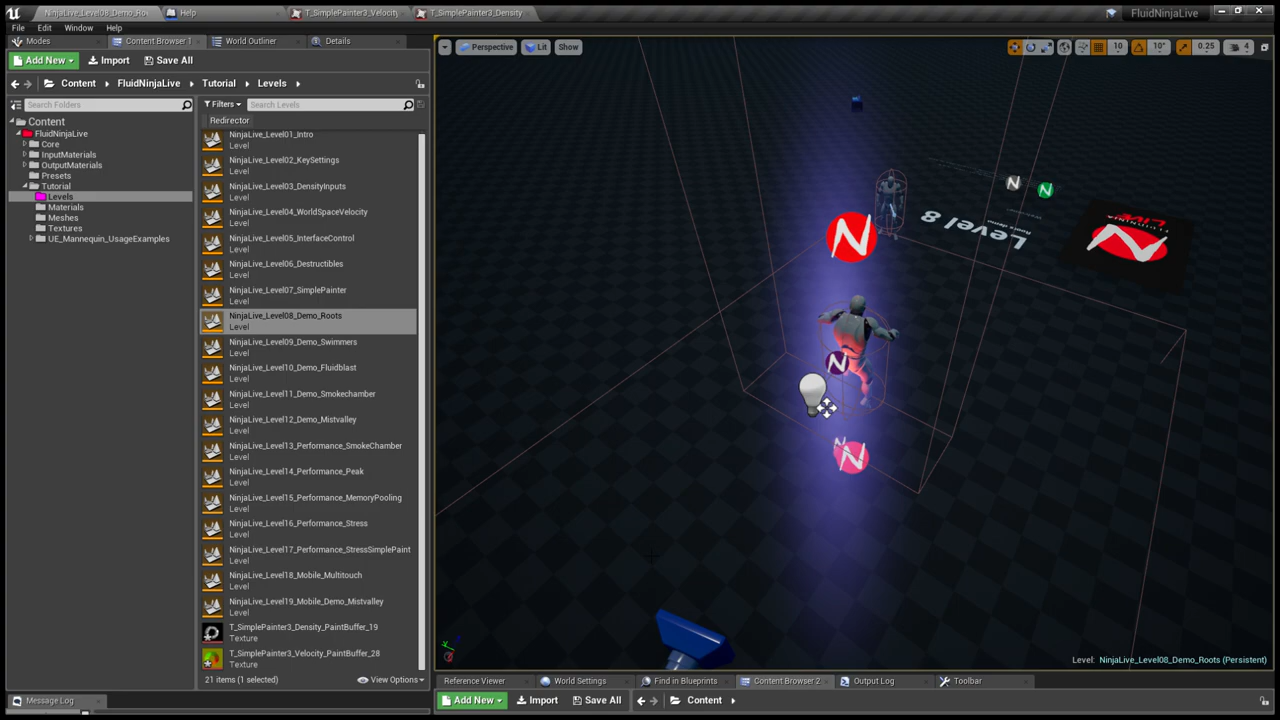 NinjaLive_Level08_Demo_Ro
Help
T_SimplePainter3_Velocity
T_SimplePainter3_Density
FluidNinjaLive
File Edit Window Help
Modes
Content Browser 1
World Outliner
Details
Perspective
Lit
Show
10
10°
0.25
4
Add New
Import
Save All
Content FluidNinjaLive Tutorial Levels
Search Folders
Filters
Search Levels
Redirector
Content
FluidNinjaLive
Core
InputMaterials
OutputMaterials
Presets
Tutorial
Levels
Materials
Meshes
Textures
UE_Mannequin_UsageExamples
NinjaLive_Level01_Intro
Level
NinjaLive_Level02_KeySettings
Level
NinjaLive_Level03_DensityInputs
Level
NinjaLive_Level04_WorldSpaceVelocity
Level
NinjaLive_Level05_InterfaceControl
Level
NinjaLive_Level06_Destructibles
Level
NinjaLive_Level07_SimplePainter
Level
NinjaLive_Level08_Demo_Roots
Level
NinjaLive_Level09_Demo_Swimmers
Level
NinjaLive_Level10_Demo_Fluidblast
Level
NinjaLive_Level11_Demo_Smokechamber
Level
NinjaLive_Level12_Demo_Mistvalley
Level
NinjaLive_Level13_Performance_SmokeChamber
Level
NinjaLive_Level14_Performance_Peak
Level
NinjaLive_Level15_Performance_MemoryPooling
Level
NinjaLive_Level16_Performance_Stress
Level
NinjaLive_Level17_Performance_StressSimplePaint
Level
NinjaLive_Level18_Mobile_Multitouch
Level
NinjaLive_Level19_Mobile_Demo_Mistvalley
Level
T_SimplePainter3_Density_PaintBuffer_19
Texture
T_SimplePainter3_Velocity_PaintBuffer_28
Texture
21 items (1 selected)
View Options
Message Log
Level 8
LIVE
N
N
N
N
N
N
Level: NinjaLive_Level08_Demo_Roots (Persistent)
Reference Viewer
World Settings
Find in Blueprints
Content Browser 2
Output Log
Toolbar
Add New
Import
Save All
Content